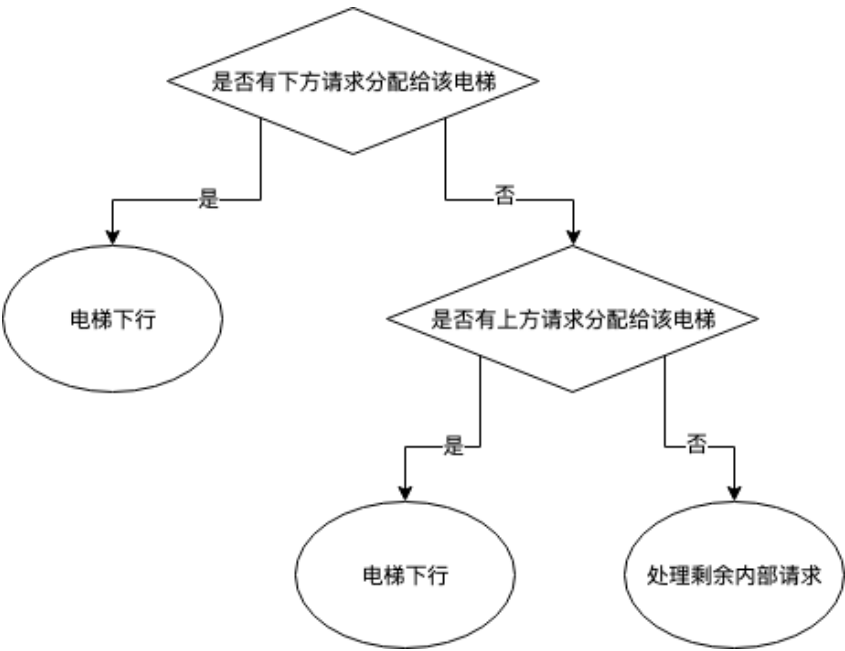 是否有下方请求分配给该电梯
是
否
电梯下行
是否有上方请求分配给该电梯
是
否
电梯下行
处理剩余内部请求